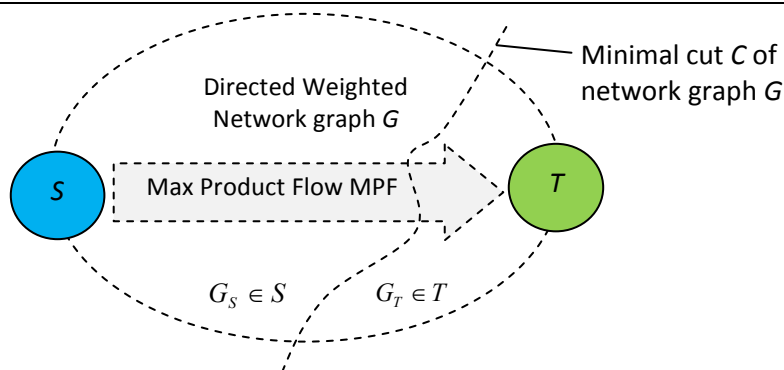 Minimal cut C of
network graph G
Directed Weighted
Network graph G
S
Max Product Flow MPF
T
G_S ∈ S
G_T ∈ T